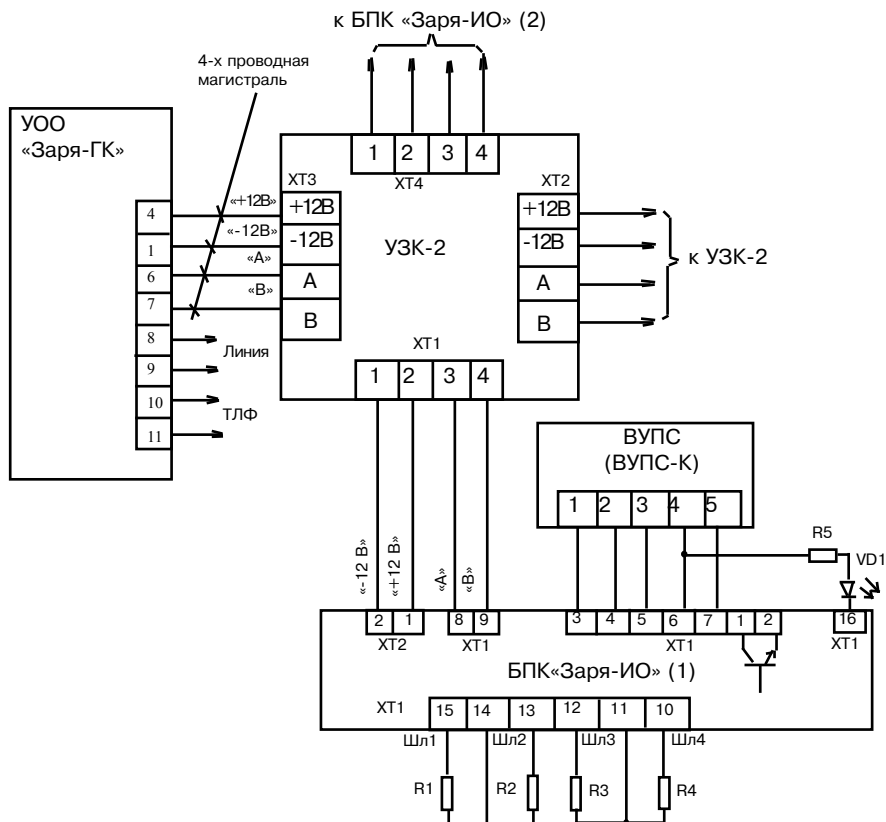 к БПК «Заря-ИО» (2)
4-х проводная
магистраль
УОО
«Заря-ГК»
1 2 3 4
XT4
XT3
XT2
4
1
6
7
8
9
10
11
«+12В»
«-12В»
«А»
«В»
+12В
-12В
А
В
УЗК-2
+12В
-12В
А
В
к УЗК-2
Линия
ТЛФ
XT1
1 2 3 4
ВУПС
(ВУПС-К)
1 2 3 4 5
R5
VD1
«-12 В»
«+12 В»
«А»
«В»
2 1 8 9 3 4 5 6 7 1 2 16
XT2 XT1 XT1 XT1
БПК«Заря-ИО» (1)
XT1 15 14 13 12 11 10
Шл1 Шл2 Шл3 Шл4
R1 R2 R3 R4